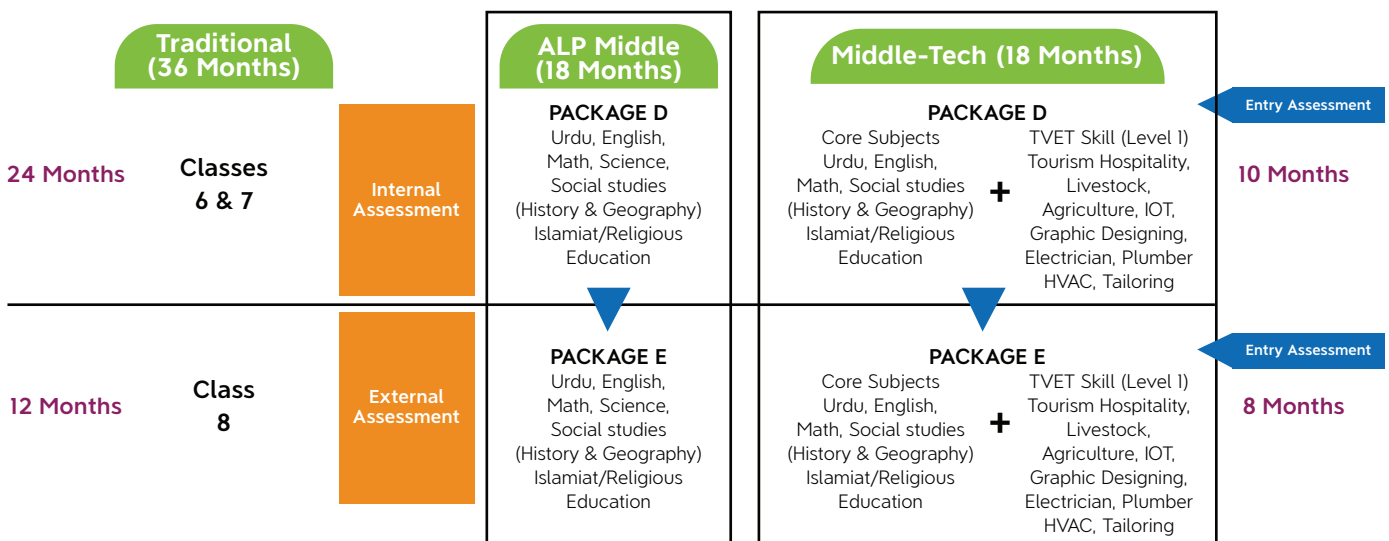 Traditional
(36 Months)
ALP Middle
(18 Months)
Middle-Tech (18 Months)
24 Months
Classes
6 & 7
Internal
Assessment
PACKAGE D
Urdu, English,
Math, Science,
Social studies
(History & Geography)
Islamiat/Religious
Education
PACKAGE D
Core Subjects
Urdu, English,
Math, Social studies
(History & Geography)
Islamiat/Religious
Education
+
TVET Skill (Level 1)
Tourism Hospitality,
Livestock,
Agriculture, IOT,
Graphic Designing,
Electrician, Plumber
HVAC, Tailoring
Entry Assessment
10 Months
12 Months
Class
8
External
Assessment
PACKAGE E
Urdu, English,
Math, Science,
Social studies
(History & Geography)
Islamiat/Religious
Education
PACKAGE E
Core Subjects
Urdu, English,
Math, Social studies
(History & Geography)
Islamiat/Religious
Education
+
TVET Skill (Level 1)
Tourism Hospitality,
Livestock,
Agriculture, IOT,
Graphic Designing,
Electrician, Plumber
HVAC, Tailoring
Entry Assessment
8 Months